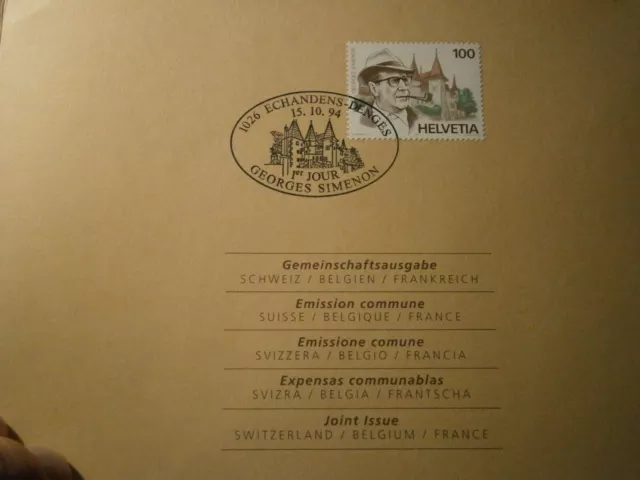 100
HELVETIA
1026 ECHANDENS-DENGES
15. 10. 94
1er JOUR
GEORGES SIMENON
Gemeinschaftsausgabe
SCHWEIZ / BELGIEN / FRANKREICH
Emission commune
SUISSE / BELGIQUE / FRANCE
Emissione comune
SVIZZERA / BELGIO / FRANCIA
Expensas communablas
SVIZRA / BELGIA / FRANTSCHA
Joint Issue
SWITZERLAND / BELGIUM / FRANCE